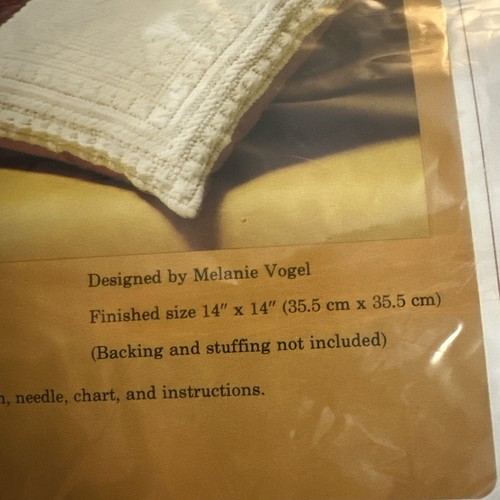 Designed by Melanie Vogel
Finished size 14" x 14" (35.5 cm x 35.5 cm)
(Backing and stuffing not included)
needle, chart, and instructions.